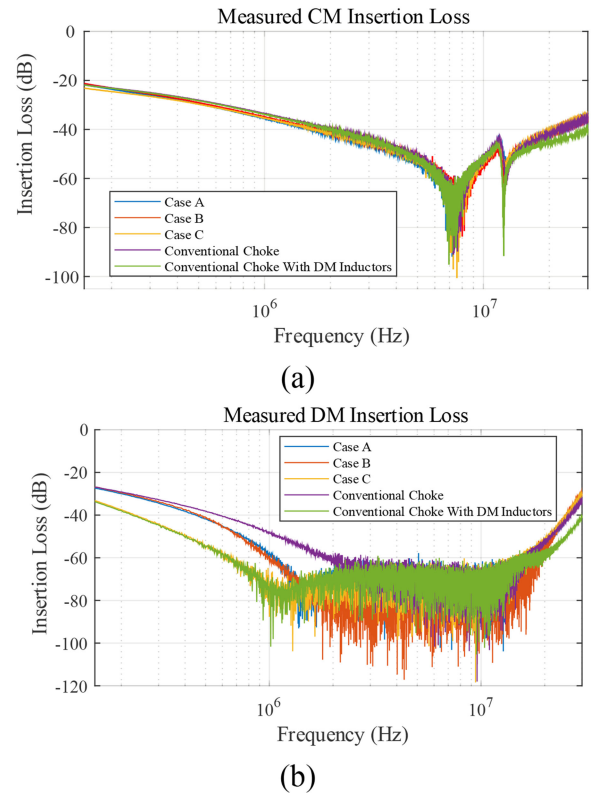 Measured CM Insertion Loss
0
-20
-40
-60
-80
-100
Insertion Loss (dB)
Case A
Case B
Case C
Conventional Choke
Conventional Choke With DM Inductors
10^6
10^7
Frequency (Hz)
(a)
Measured DM Insertion Loss
0
-20
-40
-60
-80
-100
-120
Insertion Loss (dB)
Case A
Case B
Case C
Conventional Choke
Conventional Choke With DM Inductors
10^6
10^7
Frequency (Hz)
(b)